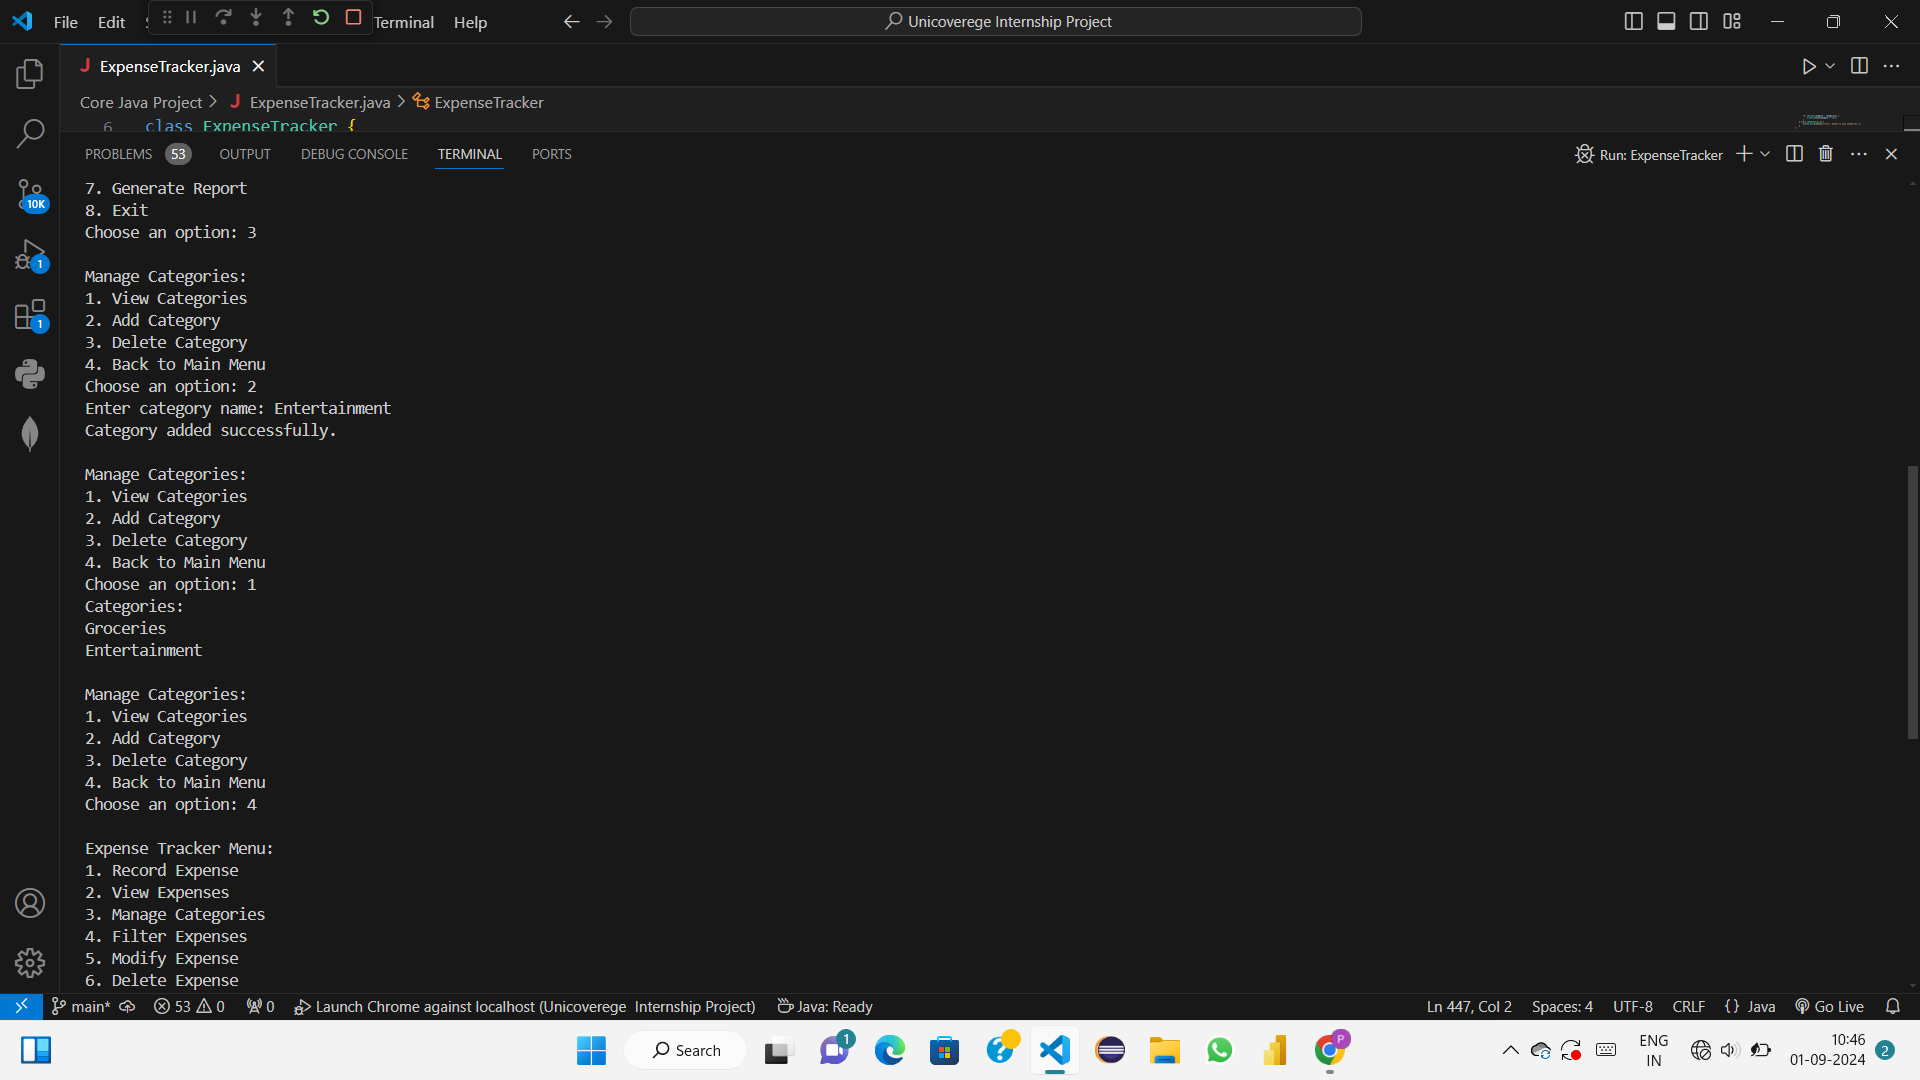 File Edit Terminal Help
Unicoverege Internship Project
J ExpenseTracker.java
Core Java Project > J ExpenseTracker.java > ExpenseTracker
6 class ExpenseTracker {
PROBLEMS 53 OUTPUT DEBUG CONSOLE TERMINAL PORTS
Run: ExpenseTracker
7. Generate Report
8. Exit
Choose an option: 3
Manage Categories:
1. View Categories
2. Add Category
3. Delete Category
4. Back to Main Menu
Choose an option: 2
Enter category name: Entertainment
Category added successfully.
Manage Categories:
1. View Categories
2. Add Category
3. Delete Category
4. Back to Main Menu
Choose an option: 1
Categories:
Groceries
Entertainment
Manage Categories:
1. View Categories
2. Add Category
3. Delete Category
4. Back to Main Menu
Choose an option: 4
Expense Tracker Menu:
1. Record Expense
2. View Expenses
3. Manage Categories
4. Filter Expenses
5. Modify Expense
6. Delete Expense
10K
1
1
main* 53 0 0 Launch Chrome against localhost (Unicoverege Internship Project) Java: Ready
Ln 447, Col 2 Spaces: 4 UTF-8 CRLF {} Java Go Live
Search
1
P
ENG
IN
10:46
01-09-2024
2